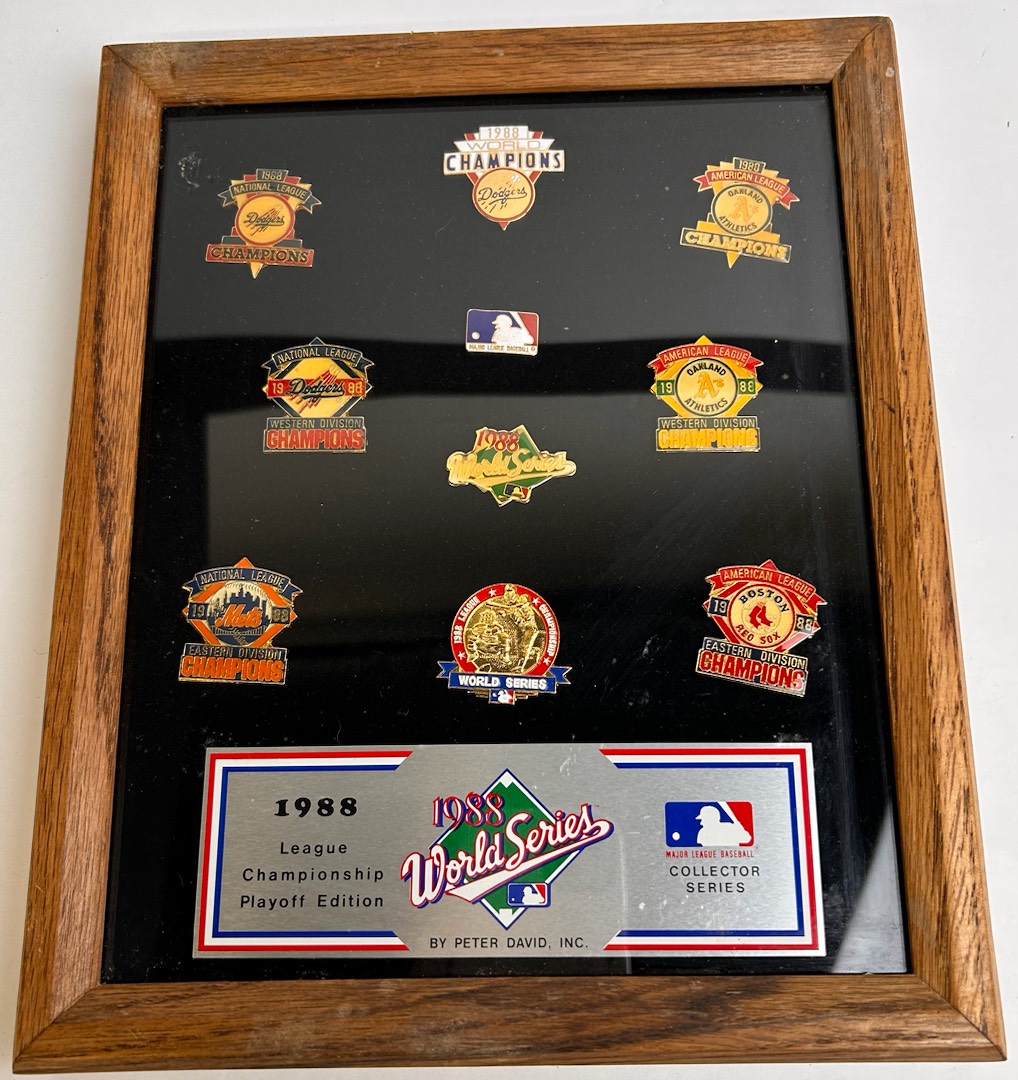 1988
WORLD
CHAMPIONS
Dodgers
1988
NATIONAL LEAGUE
Dodgers
CHAMPIONS
1988
AMERICAN LEAGUE
OAKLAND
A's
ATHLETICS
CHAMPIONS
MAJOR LEAGUE BASEBALL
NATIONAL LEAGUE
19 Dodgers 88
WESTERN DIVISION
CHAMPIONS
AMERICAN LEAGUE
OAKLAND
19 A's 88
ATHLETICS
WESTERN DIVISION
CHAMPIONS
1988
World Series
NATIONAL LEAGUE
19 Mets 88
EASTERN DIVISION
CHAMPIONS
1988 LEAGUE CHAMPIONSHIP
WORLD SERIES
AMERICAN LEAGUE
BOSTON
19 88
RED SOX
EASTERN DIVISION
CHAMPIONS
1988
League
Championship
Playoff Edition
1988
World Series
BY PETER DAVID, INC.
MAJOR LEAGUE BASEBALL
COLLECTOR
SERIES